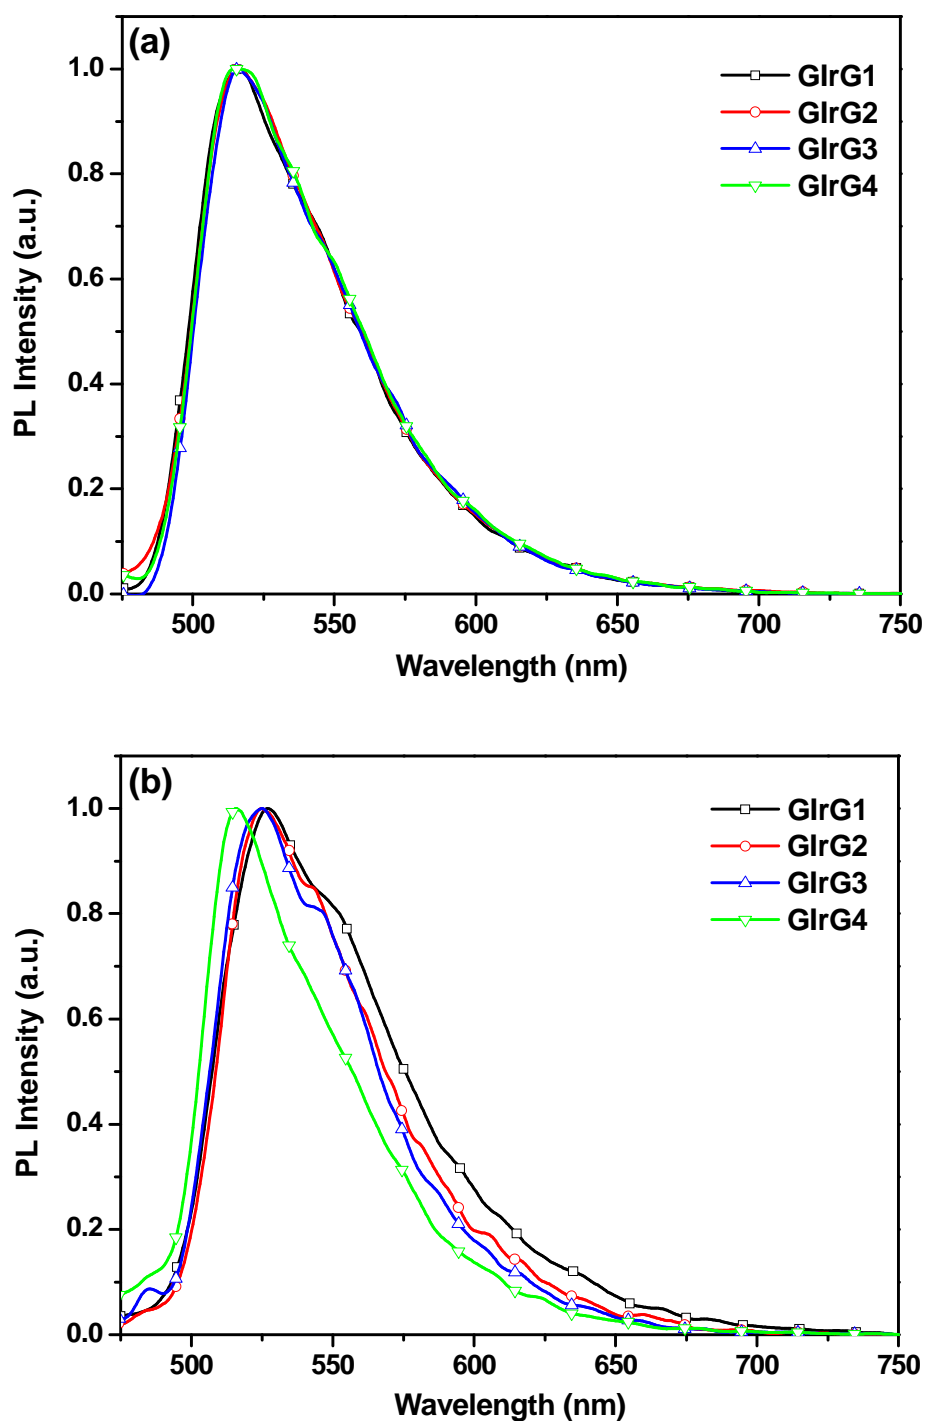 (a)
1.0
0.8
0.6
0.4
0.2
0.0
PL Intensity (a.u.)
GIrG1
GIrG2
GIrG3
GIrG4
500 550 600 650 700 750
Wavelength (nm)
(b)
1.0
0.8
0.6
0.4
0.2
0.0
PL Intensity (a.u.)
GIrG1
GIrG2
GIrG3
GIrG4
500 550 600 650 700 750
Wavelength (nm)